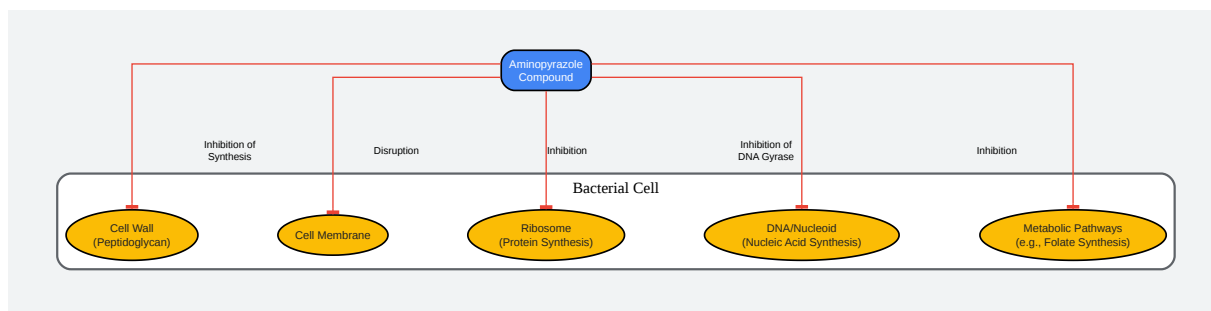 Aminopyrazole
Compound
Inhibition of
Synthesis
Disruption
Inhibition
Inhibition of
DNA Gyrase
Inhibition
Bacterial Cell
Cell Wall
(Peptidoglycan)
Cell Membrane
Ribosome
(Protein Synthesis)
DNA/Nucleoid
(Nucleic Acid Synthesis)
Metabolic Pathways
(e.g., Folate Synthesis)